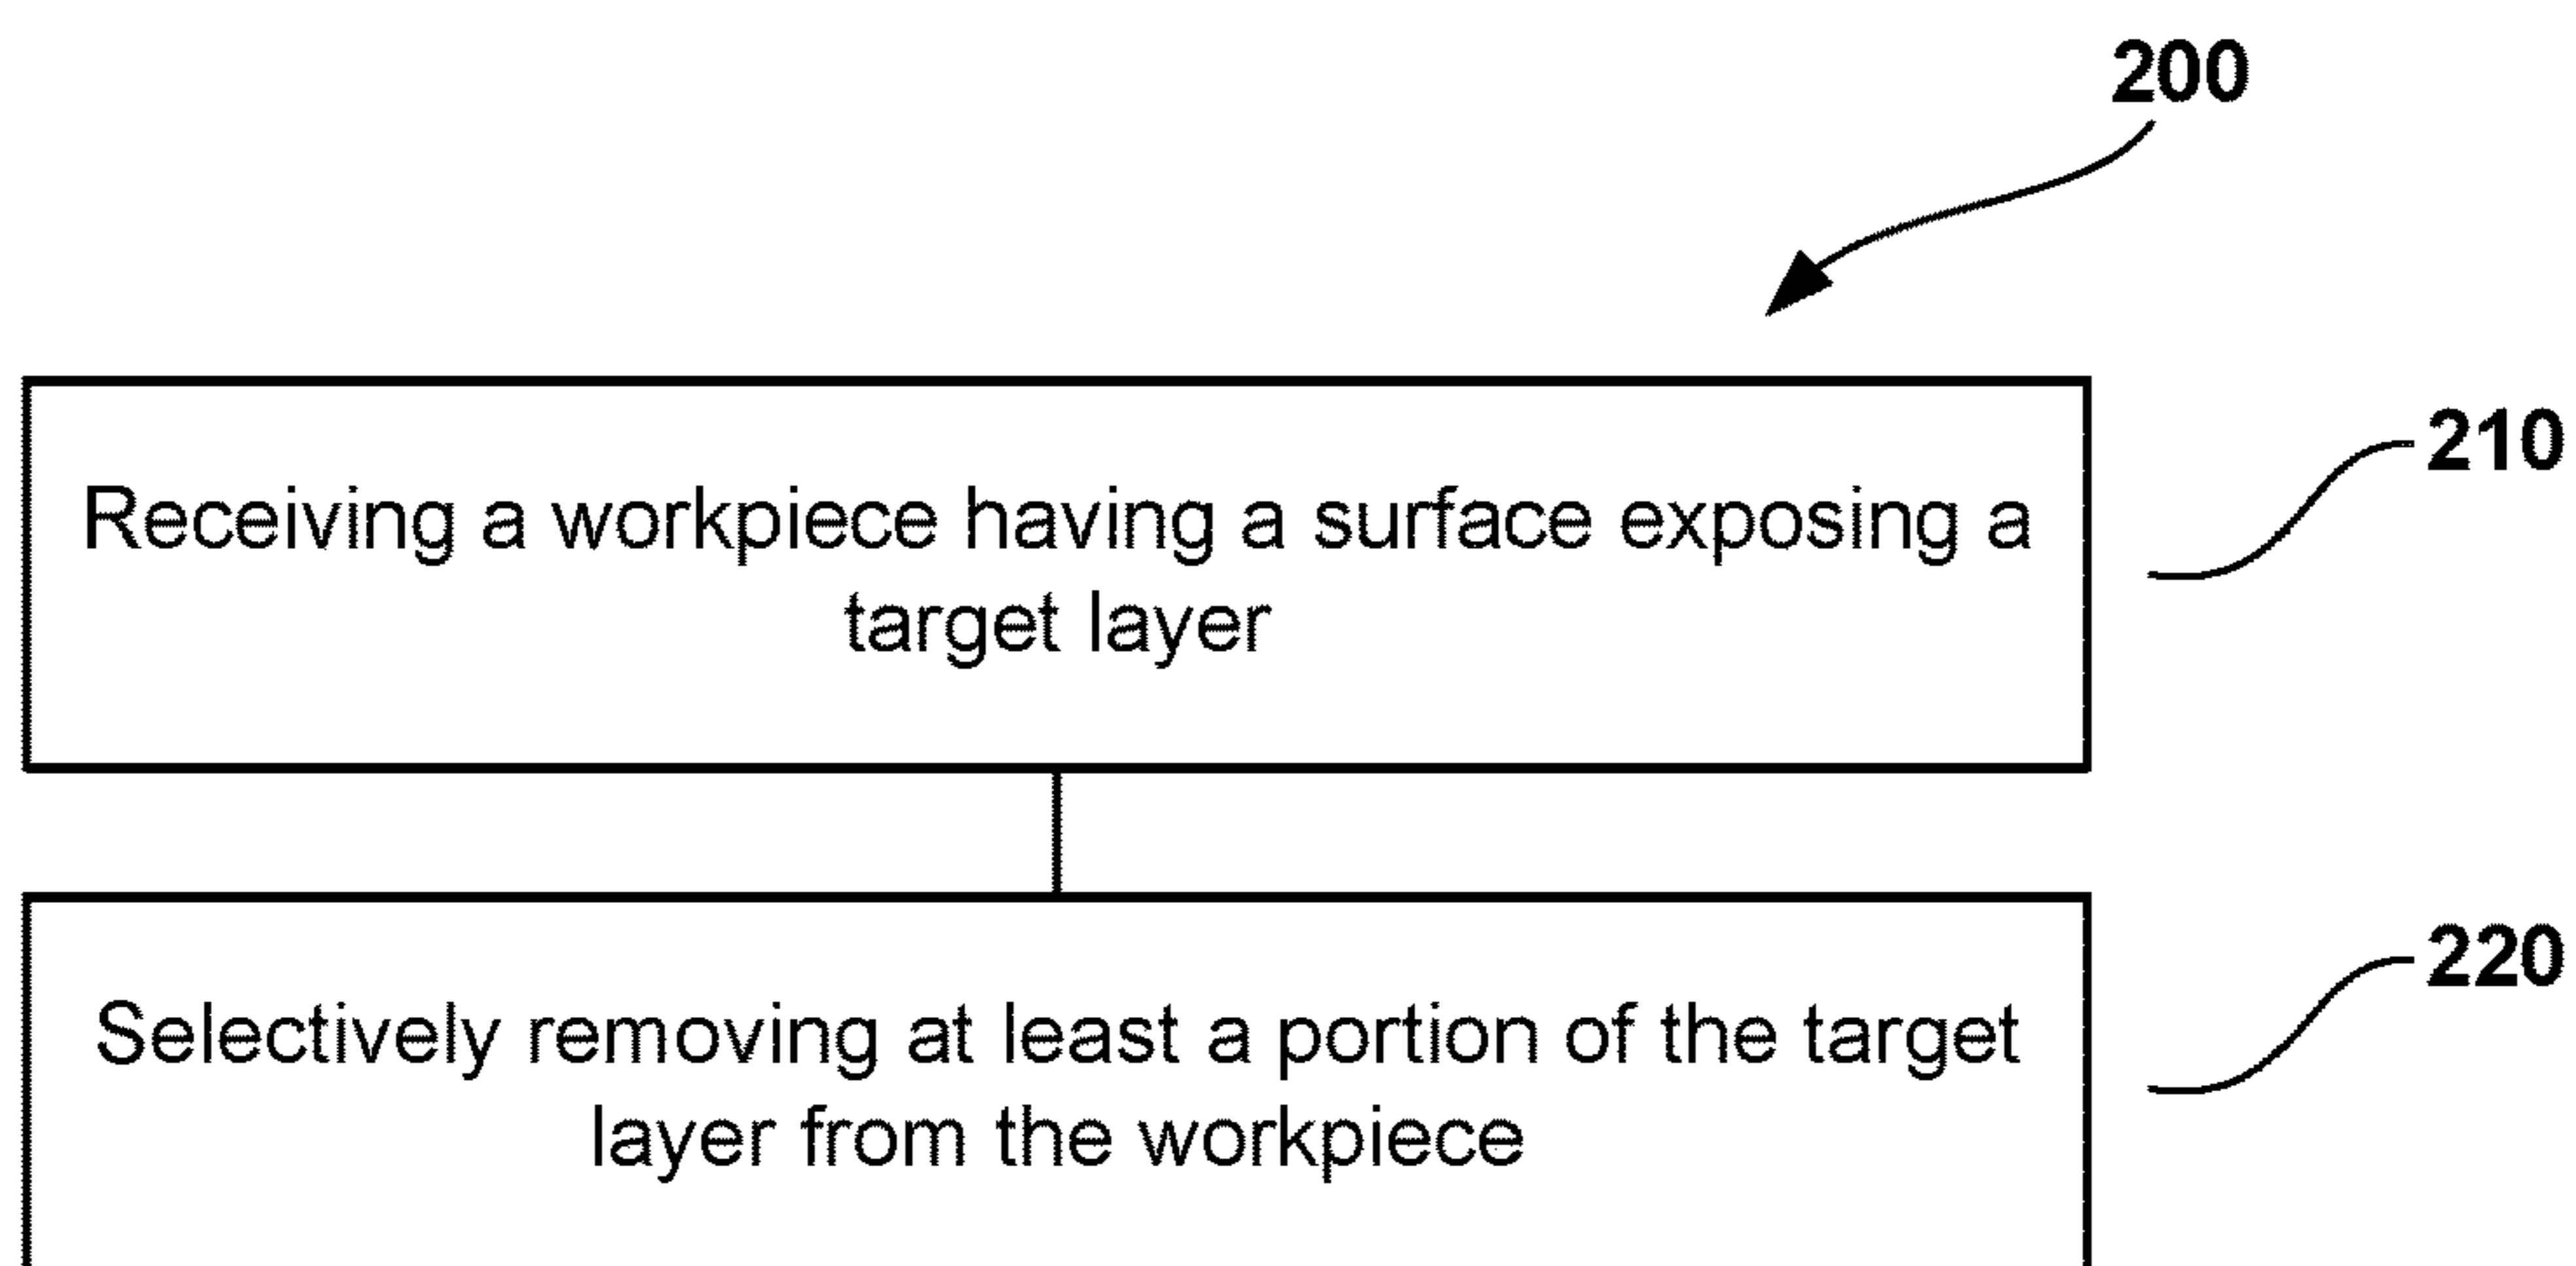 200
210
Receiving a workpiece having a surface exposing a
target layer
220
Selectively removing at least a portion of the target
layer from the workpiece